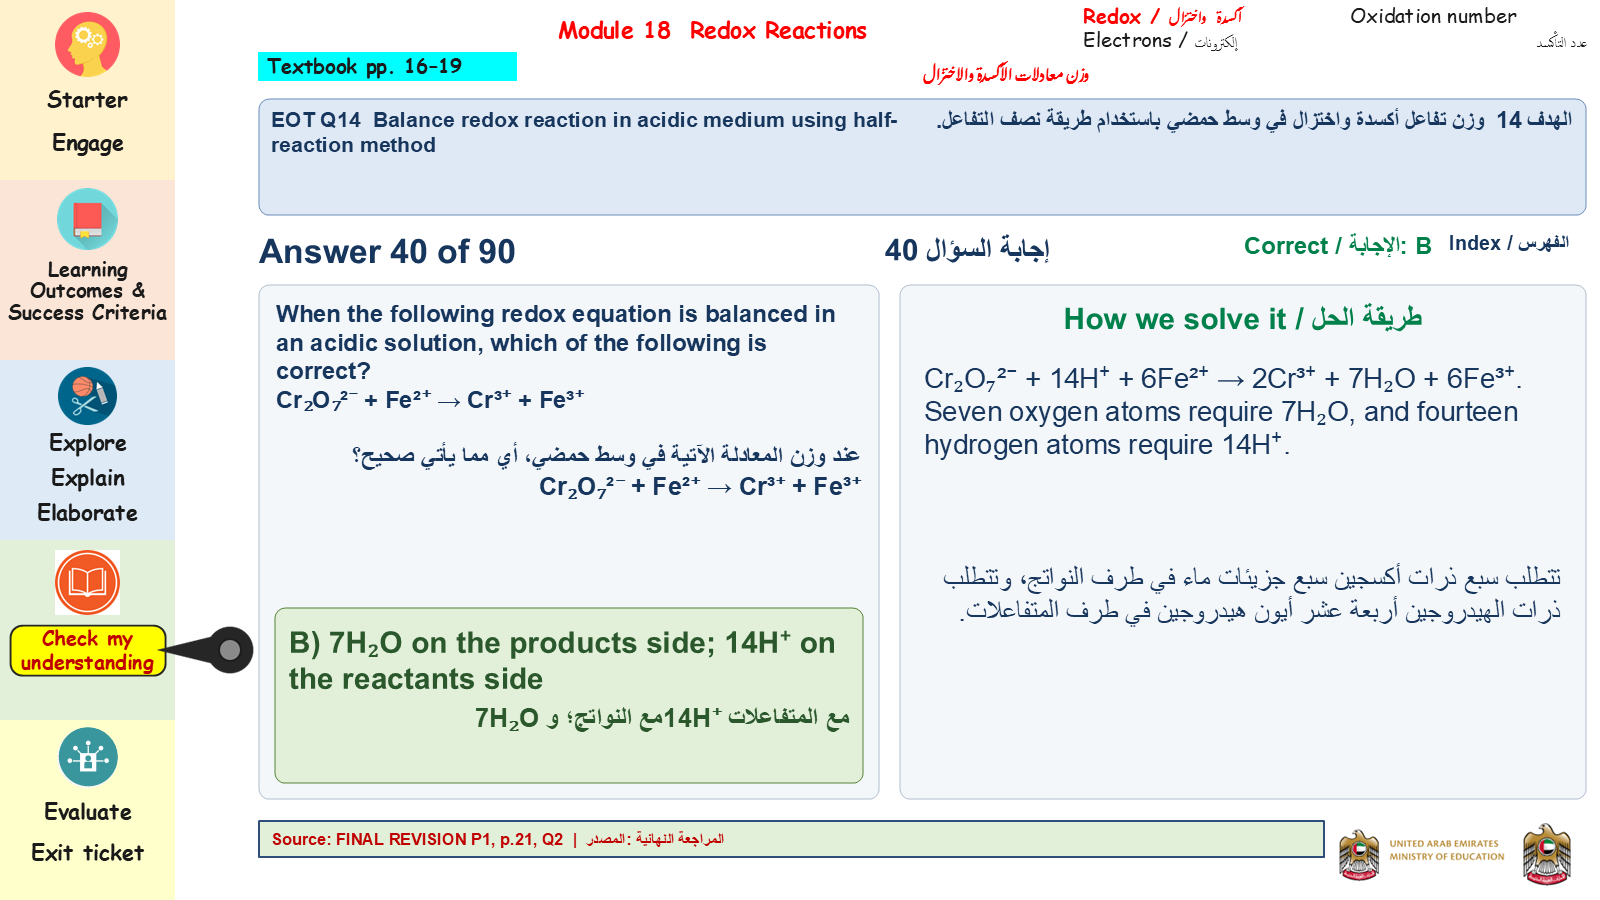 Starter
Engage
Learning
Outcomes &
Success Criteria
Explore
Explain
Elaborate
Check my
understanding
Evaluate
Exit ticket
Module 18 Redox Reactions
Redox / أكسدة واختزال
Electrons / إلكترونات
Oxidation number
عدد التأكسد
Textbook pp. 16–19
وزن معادلات الأكسدة والاختزال
EOT Q14 Balance redox reaction in acidic medium using half-
reaction method
الهدف 14 وزن تفاعل أكسدة واختزال في وسط حمضي باستخدام طريقة نصف التفاعل.
Answer 40 of 90
إجابة السؤال 40
Correct / الإجابة: B
Index / الفهرس
When the following redox equation is balanced in
an acidic solution, which of the following is
correct?
Cr₂O₇²⁻ + Fe²⁺ → Cr³⁺ + Fe³⁺
عند وزن المعادلة الآتية في وسط حمضي، أي مما يأتي صحيح؟
Cr₂O₇²⁻ + Fe²⁺ → Cr³⁺ + Fe³⁺
B) 7H₂O on the products side; 14H⁺ on
the reactants side
7H₂O مع النواتج؛ و 14H⁺ مع المتفاعلات
How we solve it / طريقة الحل
Cr₂O₇²⁻ + 14H⁺ + 6Fe²⁺ → 2Cr³⁺ + 7H₂O + 6Fe³⁺.
Seven oxygen atoms require 7H₂O, and fourteen
hydrogen atoms require 14H⁺.
تتطلب سبع ذرات أكسجين سبع جزيئات ماء في طرف النواتج، وتتطلب
ذرات الهيدروجين أربعة عشر أيون هيدروجين في طرف المتفاعلات.
Source: FINAL REVISION P1, p.21, Q2 | المصدر: المراجعة النهائية
UNITED ARAB EMIRATES
MINISTRY OF EDUCATION